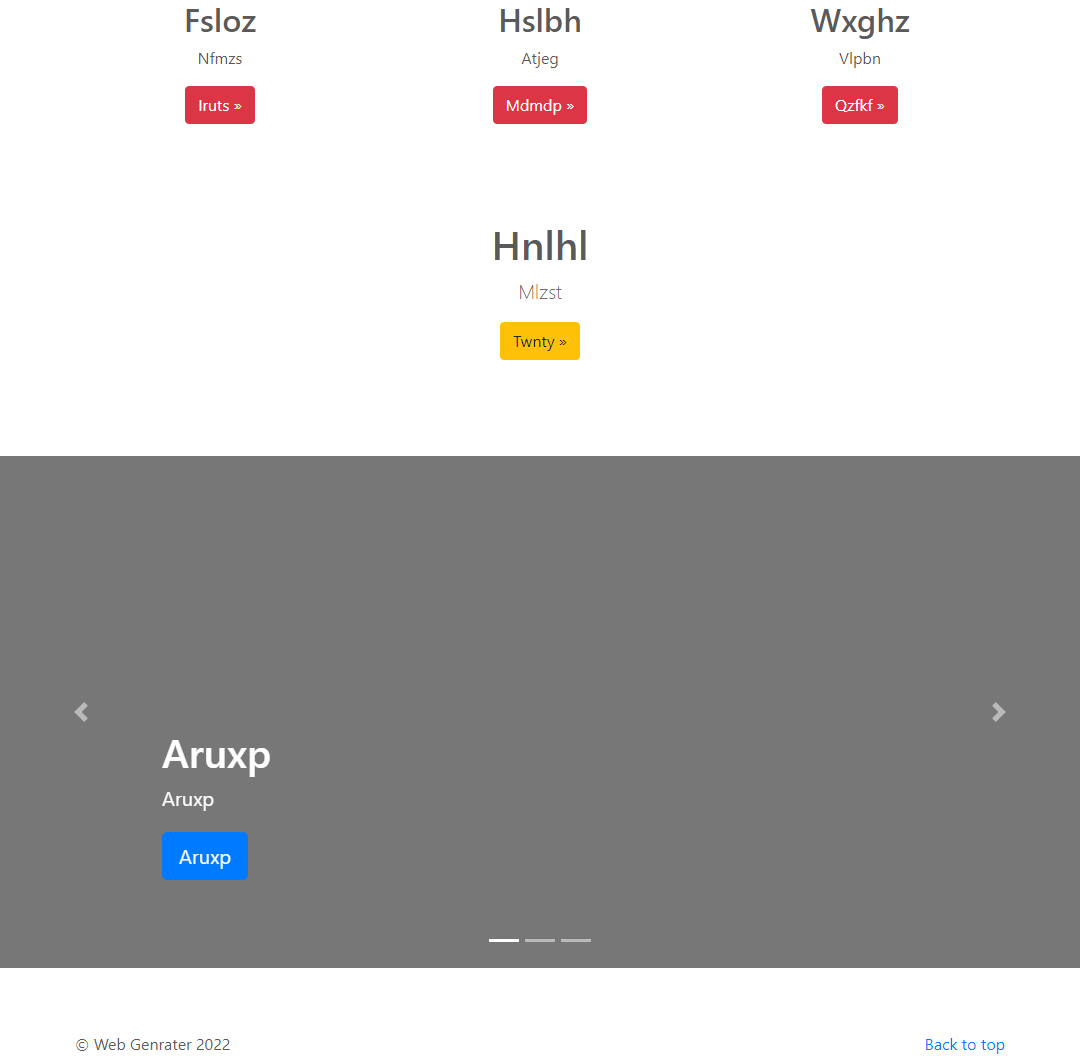 Fsloz Hslbh Wxghz
Nfmzs Atjeg Vlpbn
Iruts » Mdmdp » Qzfkf »
Hnlhl
Mlzst
Twnty »
Aruxp
Aruxp
Aruxp
© Web Genrater 2022 Back to top